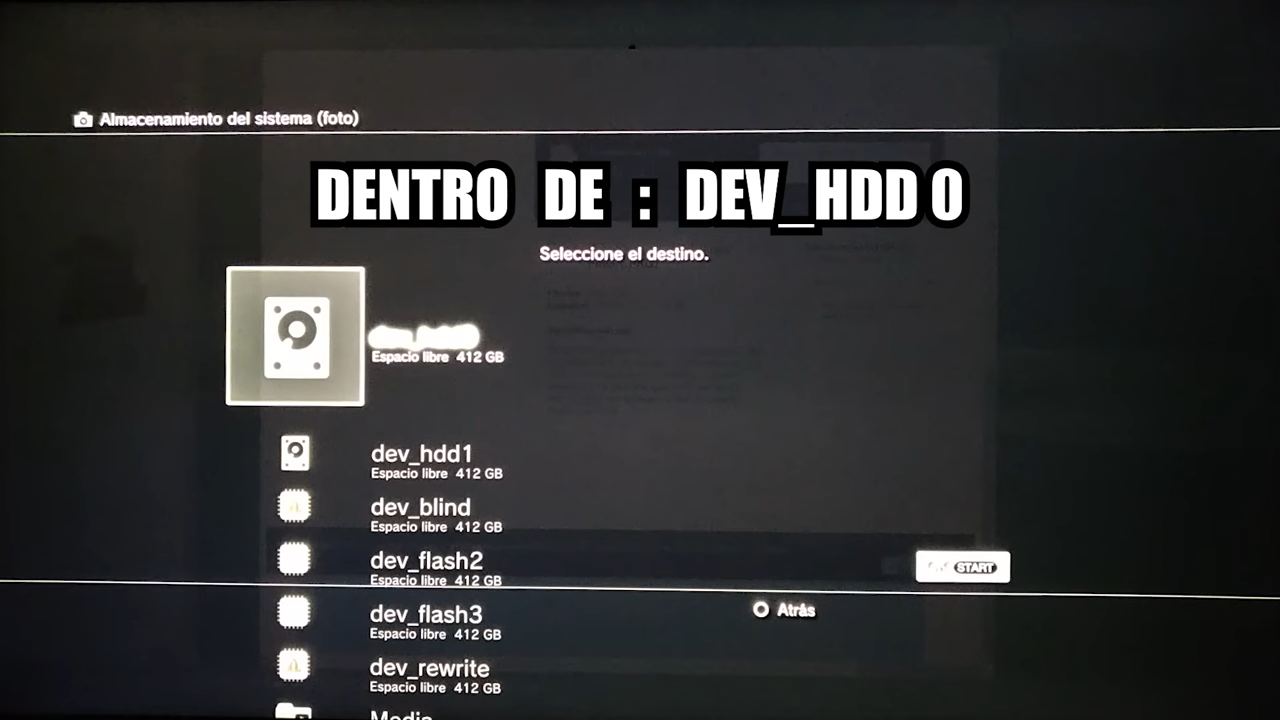 Almacenamiento del sistema (foto)
DENTRO DE : DEV_HDD0
Seleccione el destino.
Espacio libre 412 GB
dev_hdd1
Espacio libre 412 GB
dev_blind
Espacio libre 412 GB
dev_flash2
Espacio libre 412 GB
START
dev_flash3
Espacio libre 412 GB
Atrás
dev_rewrite
Espacio libre 412 GB
Media